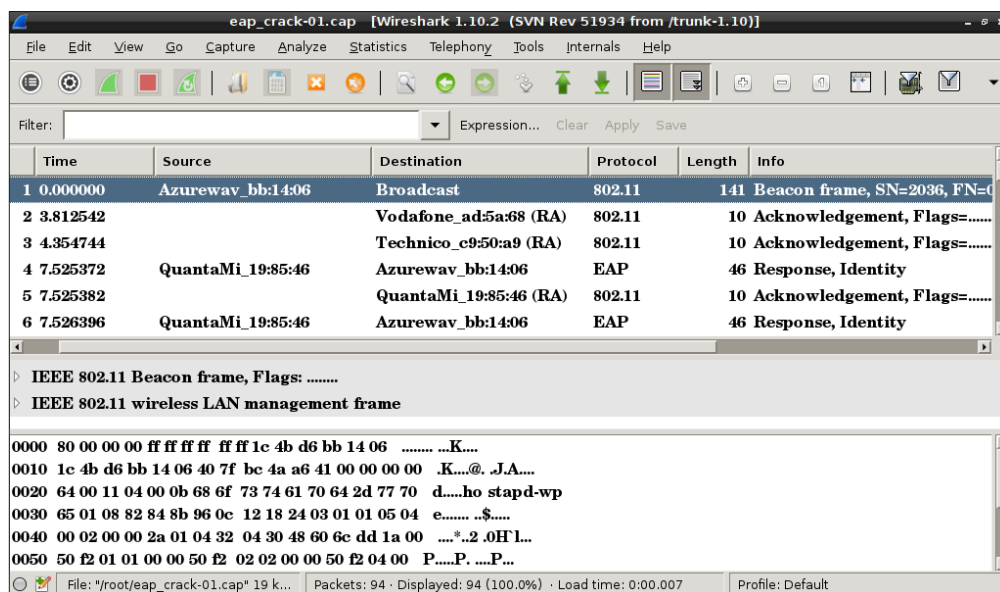 eap_crack-01.cap [Wireshark 1.10.2 (SVN Rev 51934 from /trunk-1.10)]
File Edit View Go Capture Analyze Statistics Telephony Tools Internals Help
Filter: Expression... Clear Apply Save
Time Source Destination Protocol Length Info
1 0.000000 Azurewav_bb:14:06 Broadcast 802.11 141 Beacon frame, SN=2036, FN=0
2 3.812542 Vodafone_ad:5a:68 (RA) 802.11 10 Acknowledgement, Flags=......
3 4.354744 Technico_c9:50:a9 (RA) 802.11 10 Acknowledgement, Flags=......
4 7.525372 QuantaMi_19:85:46 Azurewav_bb:14:06 EAP 46 Response, Identity
5 7.525382 QuantaMi_19:85:46 (RA) 802.11 10 Acknowledgement, Flags=......
6 7.526396 QuantaMi_19:85:46 Azurewav_bb:14:06 EAP 46 Response, Identity
IEEE 802.11 Beacon frame, Flags: ........
IEEE 802.11 wireless LAN management frame
0000 80 00 00 00 ff ff ff ff ff ff 1c 4b d6 bb 14 06 ........ ...K....
0010 1c 4b d6 bb 14 06 40 7f bc 4a a6 41 00 00 00 00 .K....@. .J.A....
0020 64 00 11 04 00 0b 68 6f 73 74 61 70 64 2d 77 70 d.....ho stapd-wp
0030 65 01 08 82 84 8b 96 0c 12 18 24 03 01 01 05 04 e....... ..$.....
0040 00 02 00 00 2a 01 04 32 04 30 48 60 6c dd 1a 00 ....*..2 .0H`l...
0050 50 f2 01 01 00 00 50 f2 02 02 00 00 50 f2 04 00 P.....P. ....P...
File: "/root/eap_crack-01.cap" 19 k... Packets: 94 · Displayed: 94 (100.0%) · Load time: 0:00.007 Profile: Default